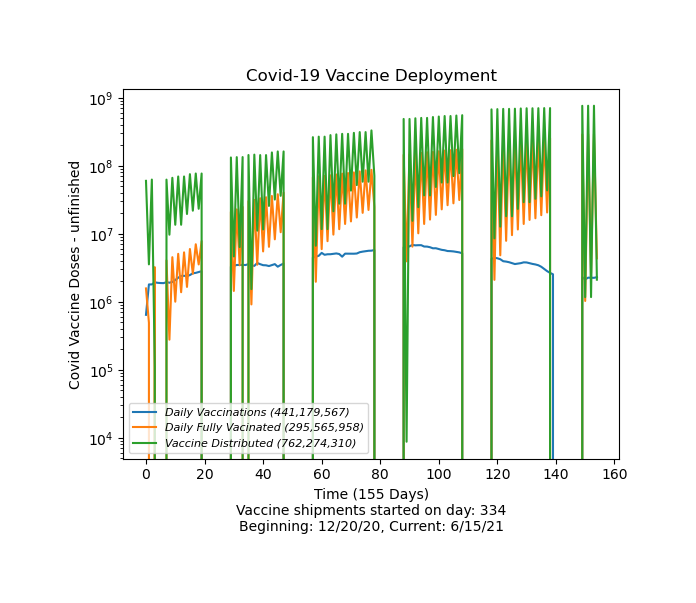 Covid-19 Vaccine Deployment
Covid Vaccine Doses - unfinished
10⁹
10⁸
10⁷
10⁶
10⁵
10⁴
Daily Vaccinations (441,179,567)
Daily Fully Vacinated (295,565,958)
Vaccine Distributed (762,274,310)
0 20 40 60 80 100 120 140 160
Time (155 Days)
Vaccine shipments started on day: 334
Beginning: 12/20/20, Current: 6/15/21